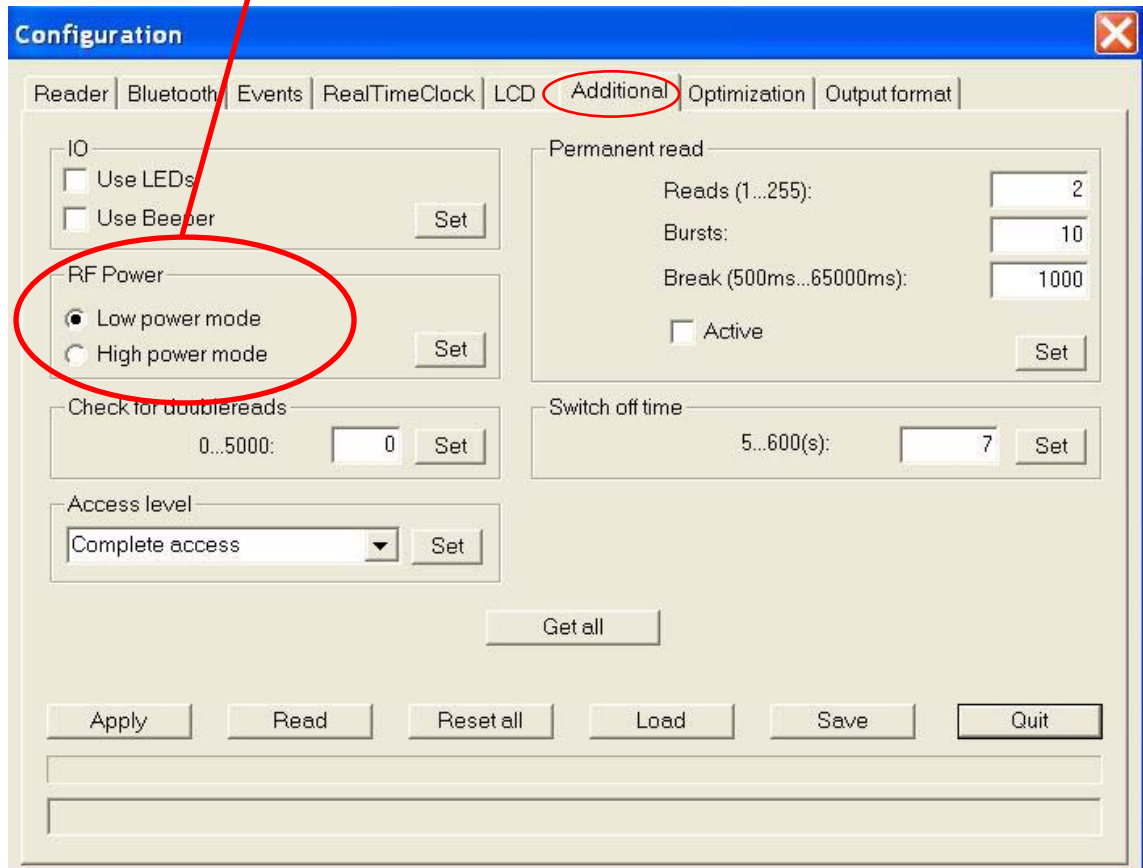 Configuration
Reader Bluetooth Events RealTimeClock LCD Additional Optimization Output format
IO
Use LEDs
Use Beeper
Set
RF Power
Low power mode
High power mode
Set
Check for doublereads
0...5000: 0 Set
Access level
Complete access Set
Permanent read
Reads (1...255): 2
Bursts: 10
Break (500ms...65000ms): 1000
Active
Set
Switch off time
5...600(s): 7 Set
Get all
Apply Read Reset all Load Save Quit